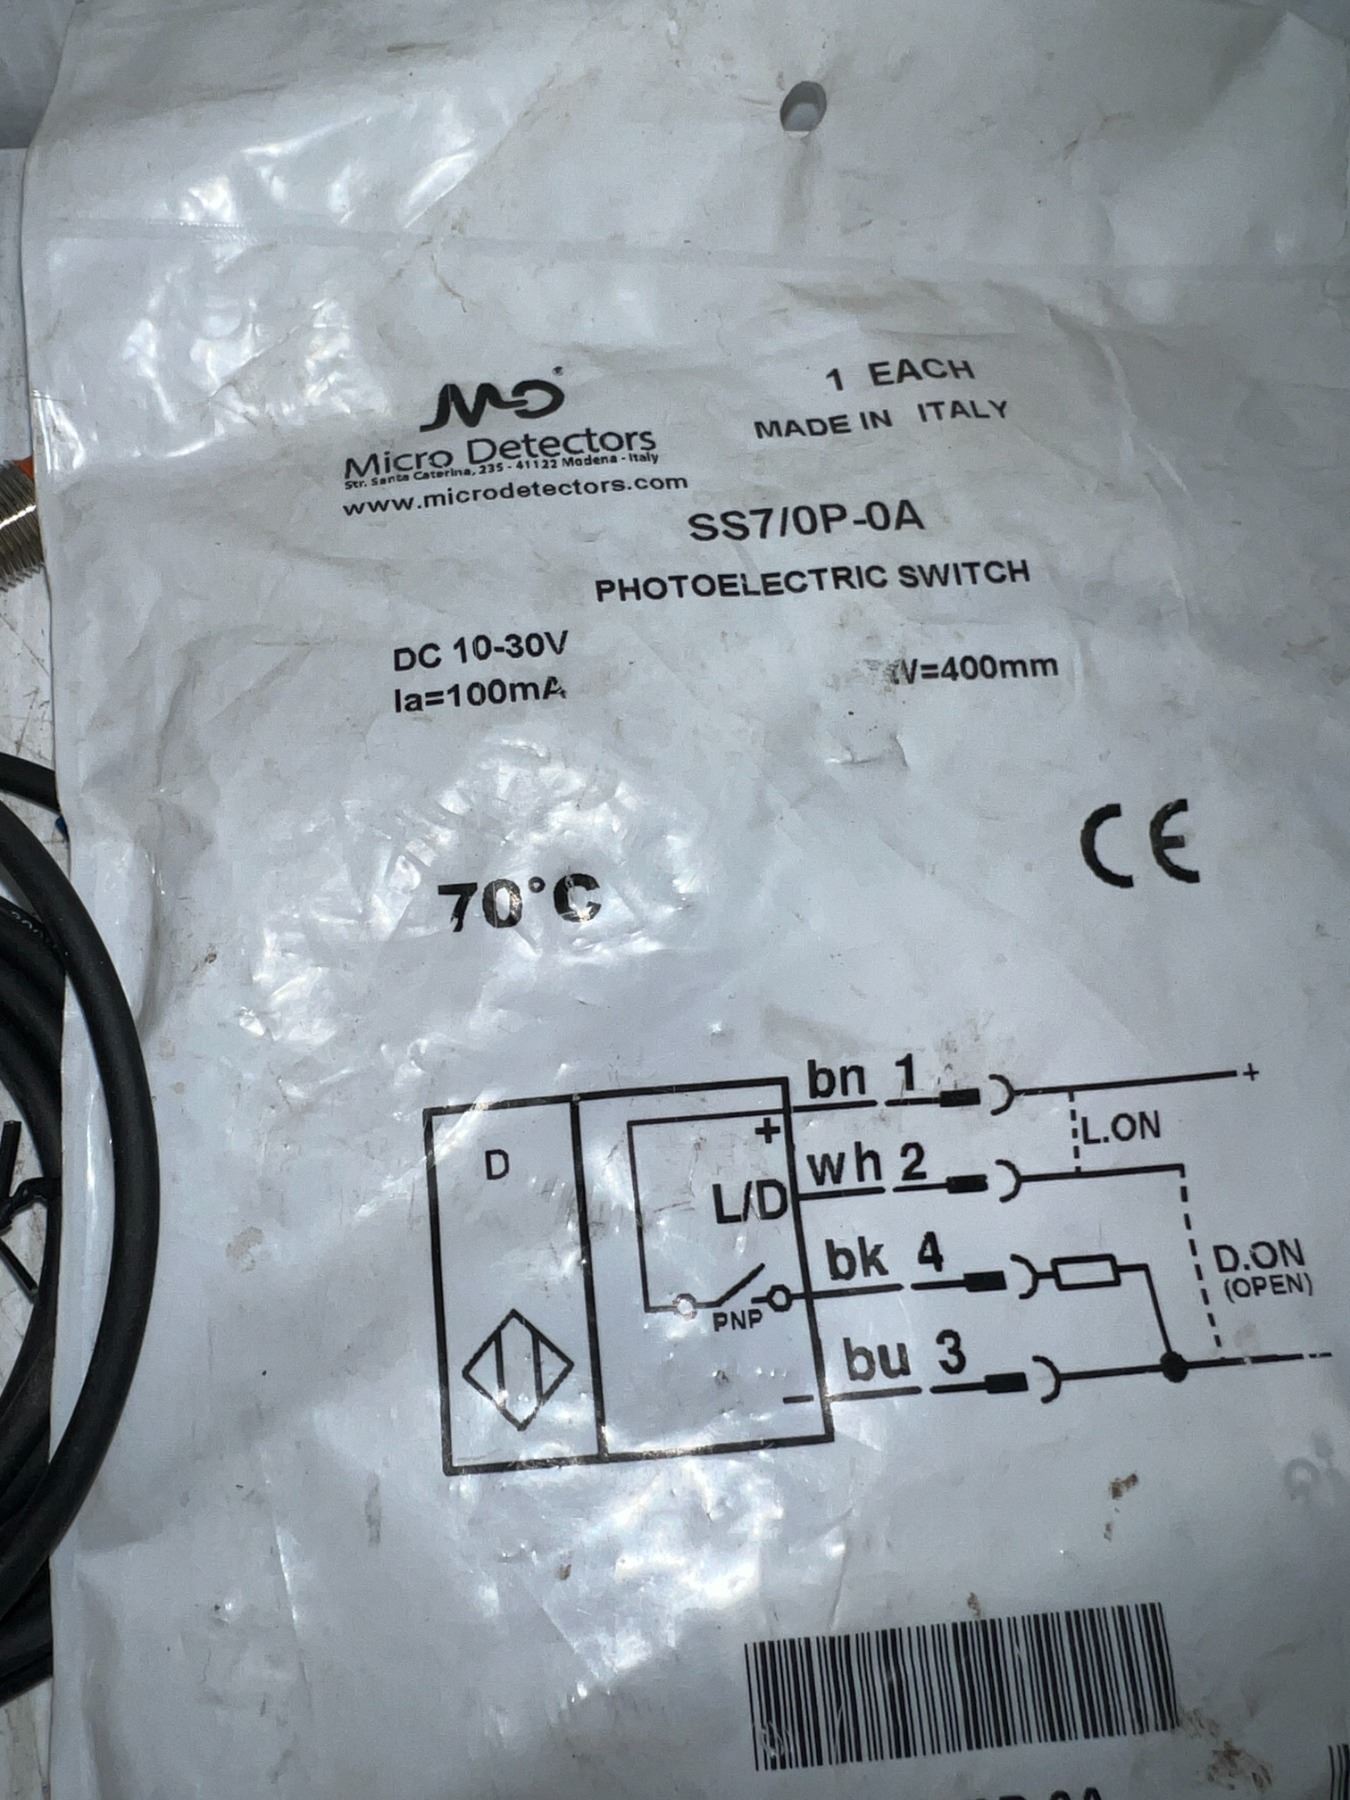 MD
Micro Detectors
Str. Santa Caterina, 235 - 41122 Modena - Italy
www.microdetectors.com
1 EACH
MADE IN ITALY
SS7/0P-0A
PHOTOELECTRIC SWITCH
DC 10-30V
Ia=100mA
=400mm
70°C
CE
D
bn 1
+
+
L.ON
wh 2
L/D
bk 4
PNP
D.ON
(OPEN)
bu 3
-
-